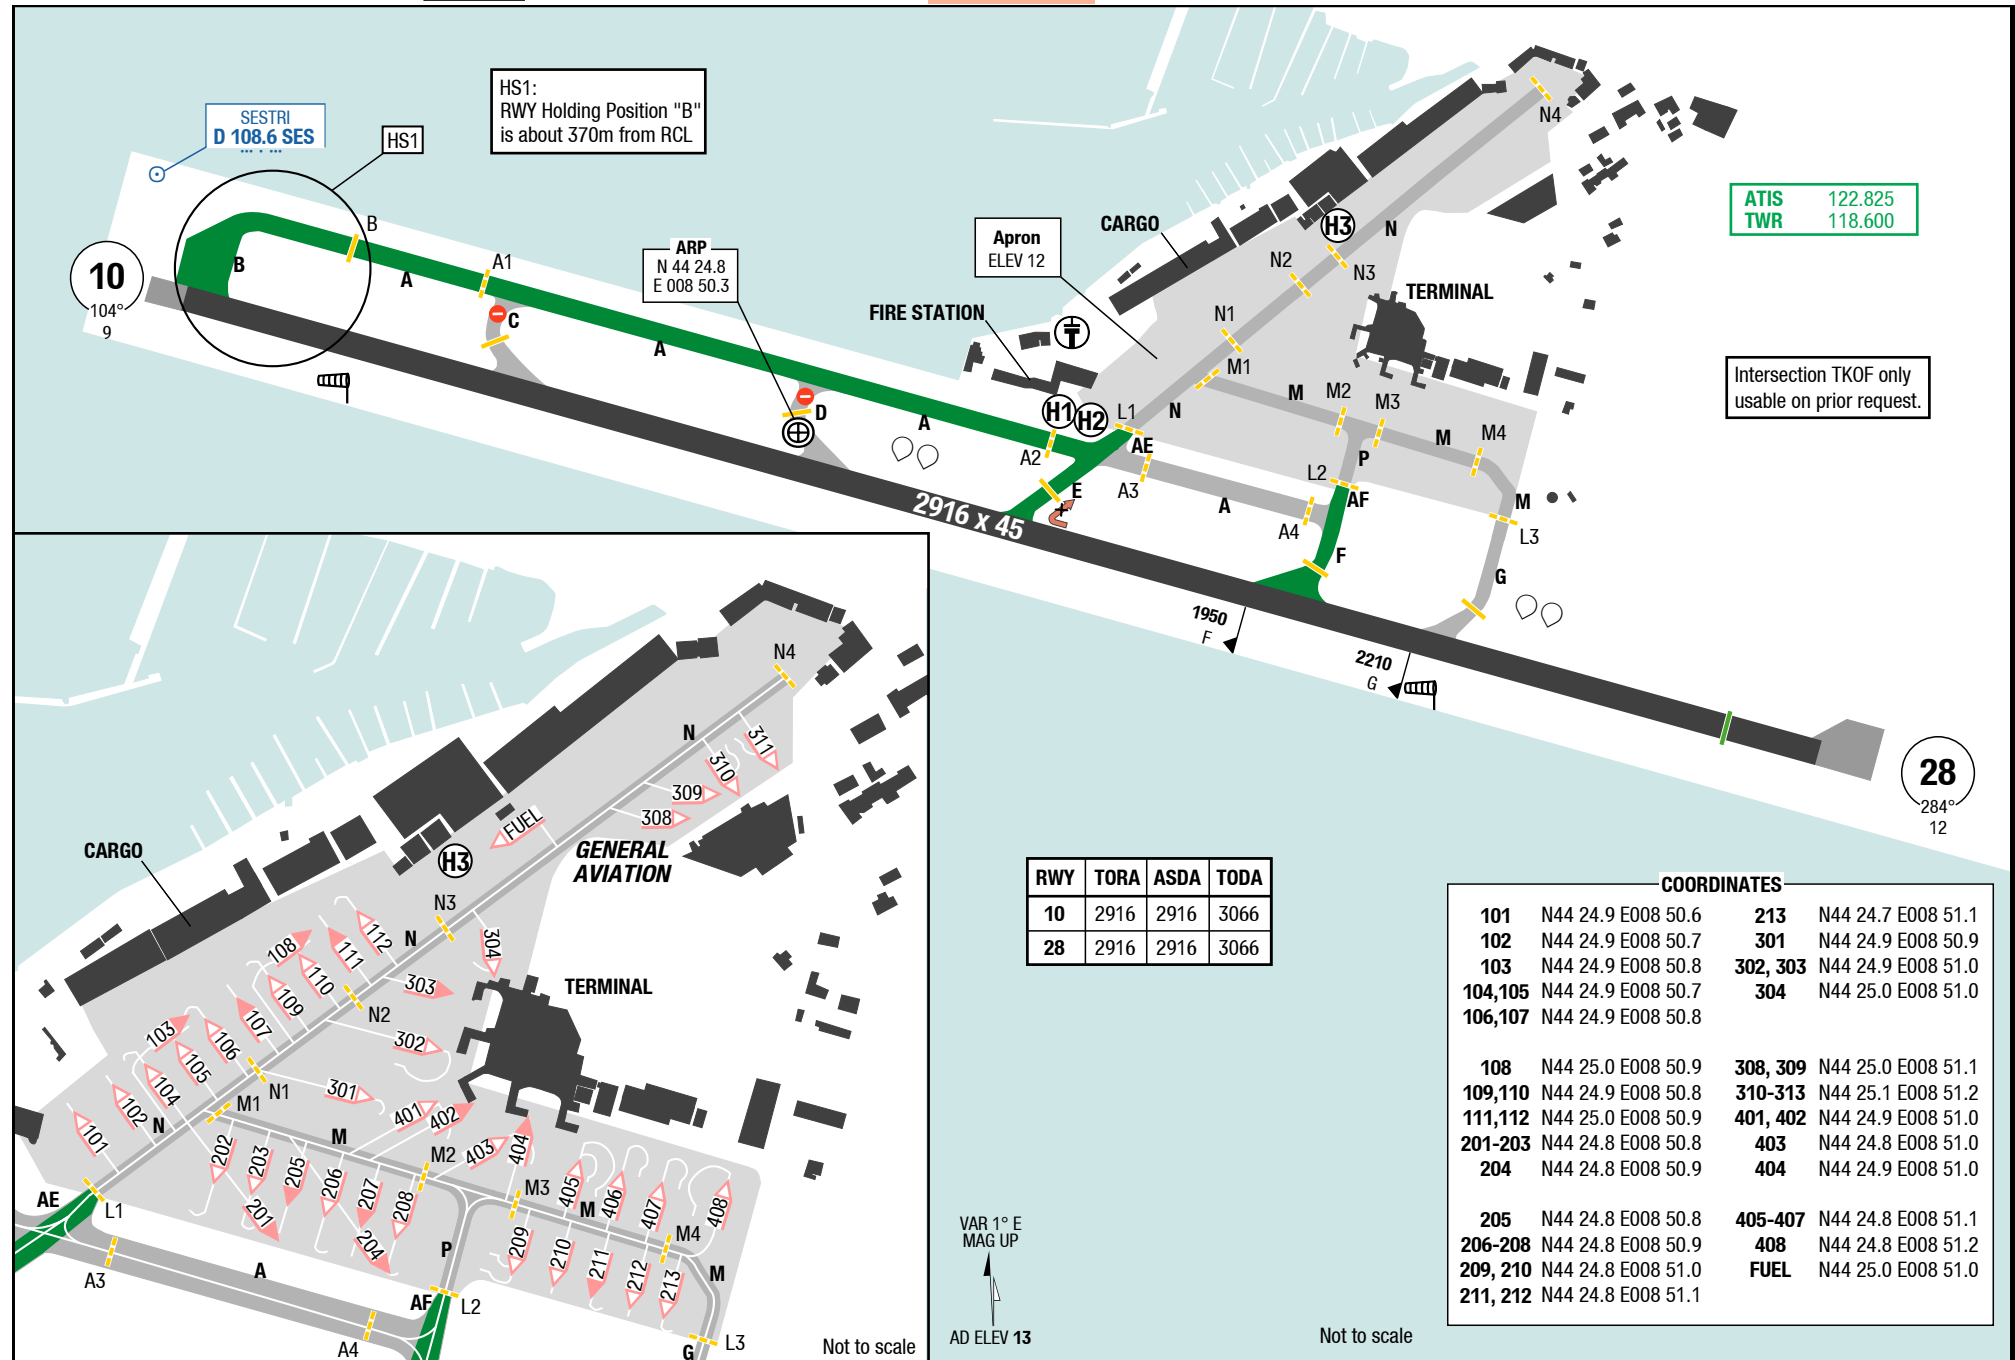 HS1:
RWY Holding Position "B"
is about 370m from RCL
SESTRI
D 108.6 SES
HS1
10
104°
9
B
B
A
A1
C
A
ARP
N 44 24.8
E 008 50.3
D
A
FIRE STATION
Apron
ELEV 12
CARGO
H1
H2
H3
N4
N
N2
N3
N1
M1
TERMINAL
L1
N
M
M2
M3
M
M4
AE
A2
E
A3
A
L2
P
AF
A4
F
M
L3
G
2916 x 45
1950
F
2210
G
28
284°
12
ATIS 122.825
TWR 118.600
Intersection TKOF only
usable on prior request.
N4
N
311
310
309
308
FUEL
GENERAL
AVIATION
CARGO
H3
N3
N
304
303
112
111
108
110
109
N2
302
TERMINAL
107
103
106
105
104
102
101
N1
301
M1
N
401
402
M
M2
403
404
202
203
205
206
207
208
201
204
M3
405
406
407
408
M
M4
209
210
211
212
213
P
M
AE
L1
A3
A
AF
L2
A4
L3
G
Not to scale
RWY TORA ASDA TODA
10 2916 2916 3066
28 2916 2916 3066
VAR 1° E
MAG UP
AD ELEV 13
Not to scale
COORDINATES
101 N44 24.9 E008 50.6 213 N44 24.7 E008 51.1
102 N44 24.9 E008 50.7 301 N44 24.9 E008 50.9
103 N44 24.9 E008 50.8 302, 303 N44 24.9 E008 51.0
104,105 N44 24.9 E008 50.7 304 N44 25.0 E008 51.0
106,107 N44 24.9 E008 50.8
108 N44 25.0 E008 50.9 308, 309 N44 25.0 E008 51.1
109,110 N44 24.9 E008 50.8 310-313 N44 25.1 E008 51.2
111,112 N44 25.0 E008 50.9 401, 402 N44 24.9 E008 51.0
201-203 N44 24.8 E008 50.8 403 N44 24.8 E008 51.0
204 N44 24.8 E008 50.9 404 N44 24.9 E008 51.0
205 N44 24.8 E008 50.8 405-407 N44 24.8 E008 51.1
206-208 N44 24.8 E008 50.9 408 N44 24.8 E008 51.2
209, 210 N44 24.8 E008 51.0 FUEL N44 25.0 E008 51.0
211, 212 N44 24.8 E008 51.1